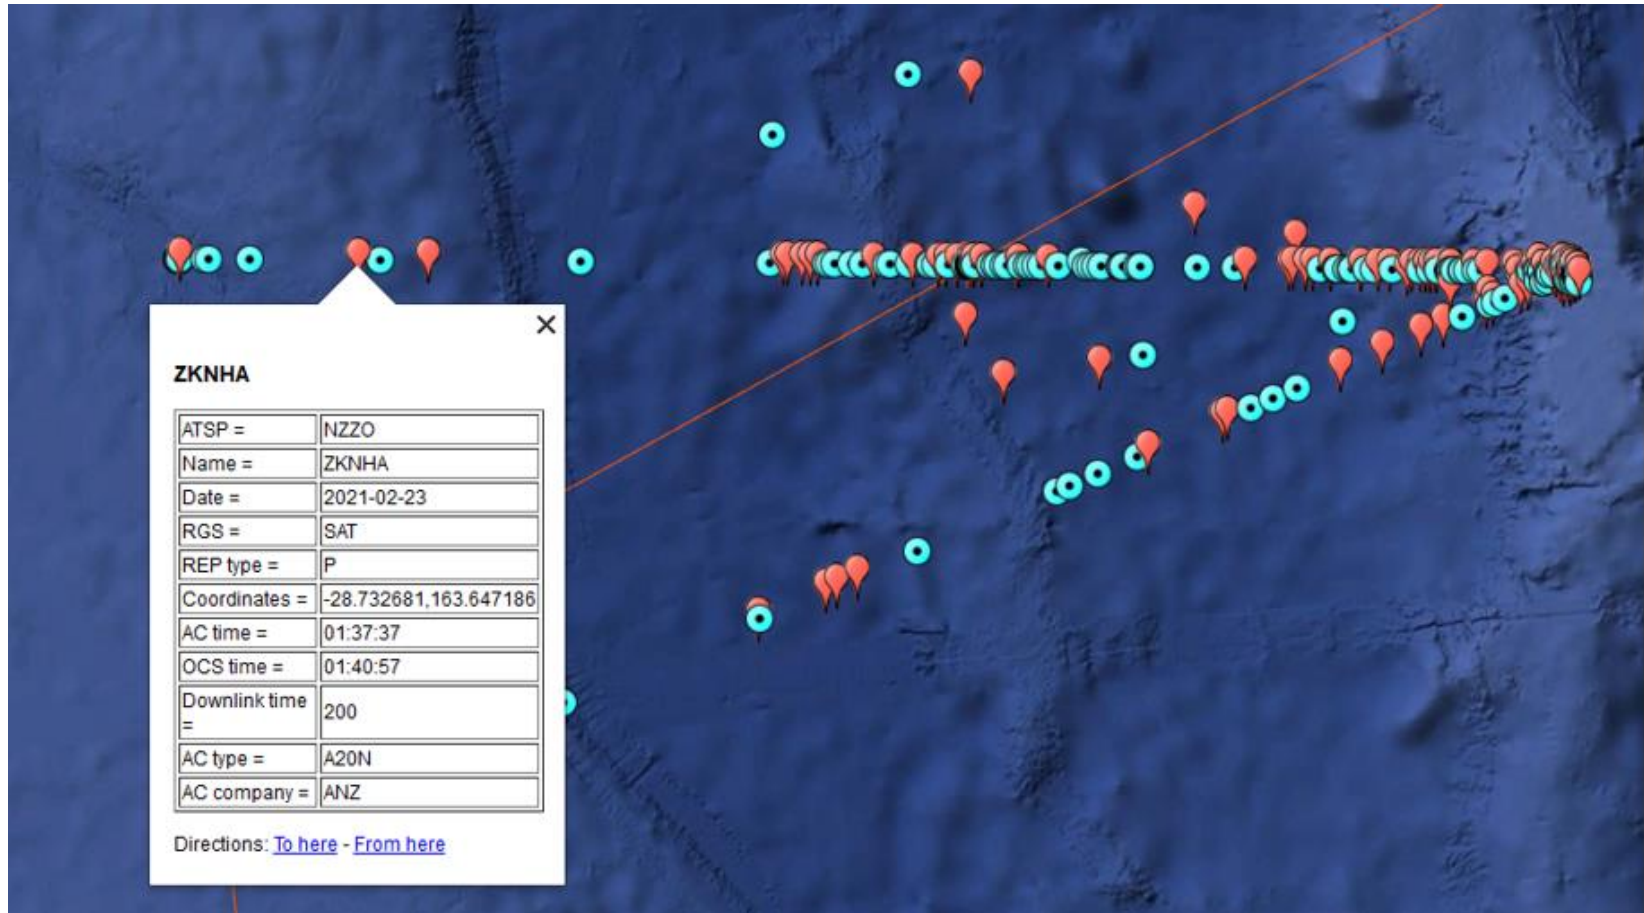 ZKNHA
ATSP = NZZO
Name = ZKNHA
Date = 2021-02-23
RGS = SAT
REP type = P
Coordinates = -28.732681,163.647186
AC time = 01:37:37
OCS time = 01:40:57
Downlink time
= 200
AC type = A20N
AC company = ANZ
Directions: To here - From here